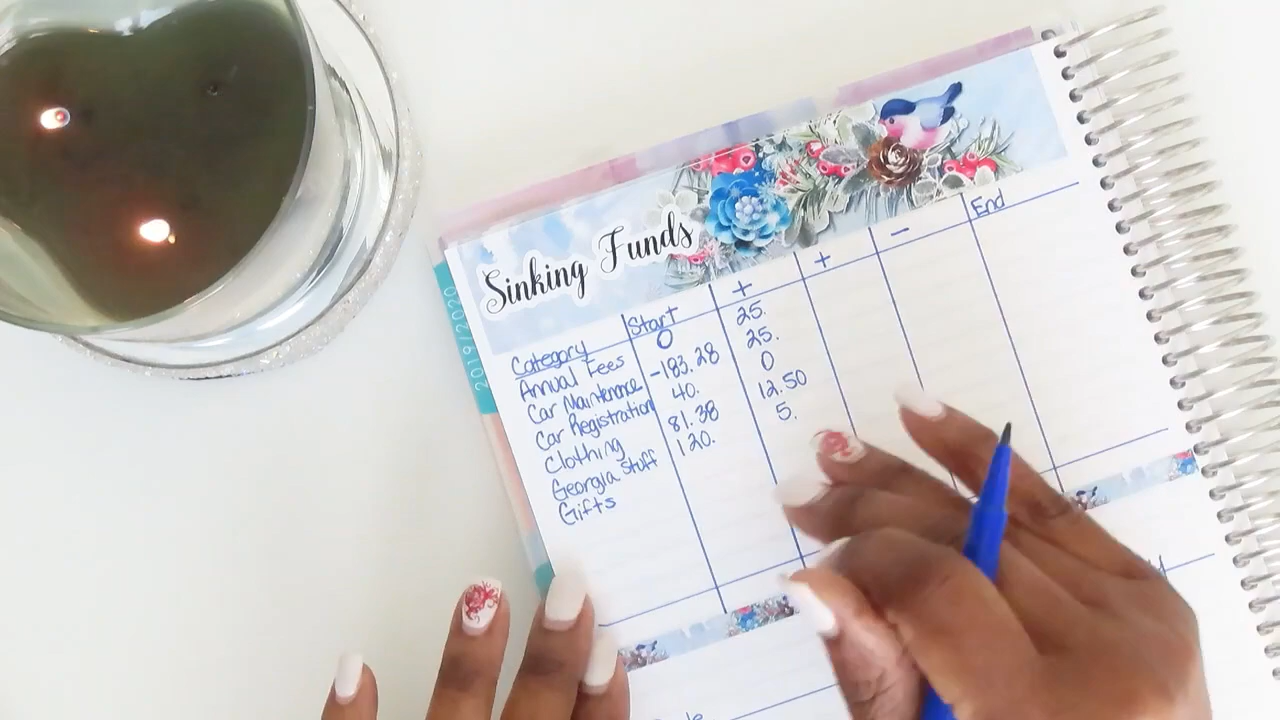 Sinking Funds
Category Start + + - End
Annual Fees 0 25.
Car Maintenance -183.28 25.
Car Registration 40. 0
Clothing 81.38 12.50
Georgia Stuff 120. 5.
Gifts
2019/2020